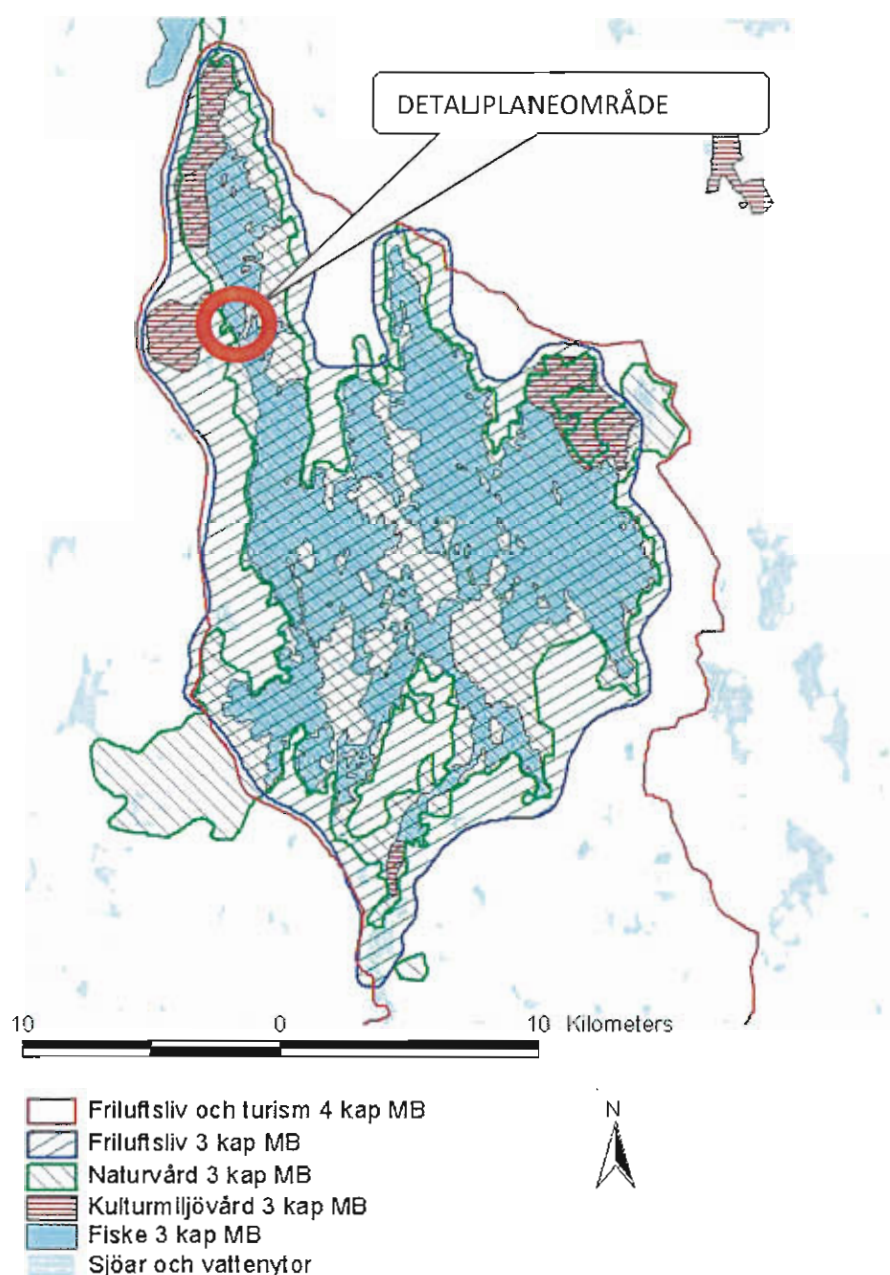 DETALJPLANEOMRÅDE
10 0 10 Kilometers
N
Friluftsliv och turism 4 kap MB
Friluftsliv 3 kap MB
Naturvård 3 kap MB
Kulturmiljövård 3 kap MB
Fiske 3 kap MB
Sjöar och vattenytor